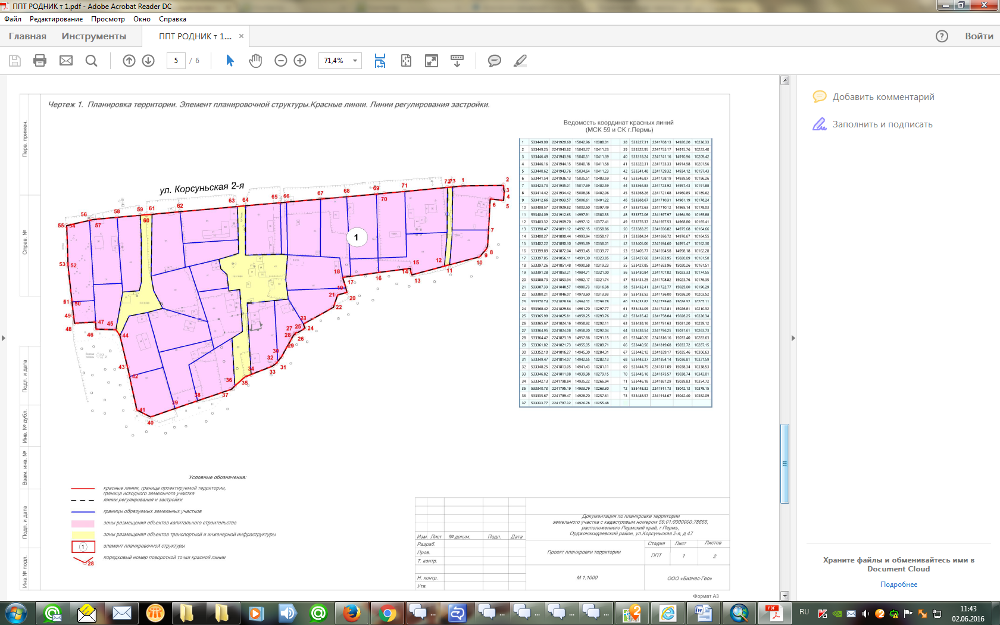 ППТ РОДНИК т 1.pdf - Adobe Acrobat Reader DC
Файл Редактирование Просмотр Окно Справка
Главная Инструменты ППТ РОДНИК т 1.... × Войти
5 / 6 71,4%
Добавить комментарий
Заполнить и подписать
Чертеж 1. Планировка территории. Элемент планировочной структуры.Красные линии. Линии регулирования застройки.
Ведомость координат красных линий
(МСК 59 и СК г.Пермь)
1 533449.09 2241920.60 15042.96 10388.01 38 533327.31 2241768.13 14920.20 10236.33
2 533449.25 2241943.82 15043.27 10411.23 39 533322.95 2241755.17 14915.76 10223.40
3 533446.49 2241943.96 15040.51 10411.39 40 533318.24 2241741.16 14910.96 10209.42
4 533446.16 2241944.15 15040.18 10411.58 41 533322.31 2241733.33 14914.98 10201.56
5 533440.62 2241943.76 15034.64 10411.23 42 533341.48 2241729.32 14934.12 10197.43
6 533441.54 2241936.13 15035.51 10403.59 43 533346.87 2241728.19 14939.50 10196.26
7 533423.73 2241935.01 15017.69 10402.59 44 533364.83 2241723.92 14957.43 10191.88
8 533414.94 2241934.42 15008.38 10402.06 45 533368.26 2241721.68 14960.85 10189.62
9 533412.66 2241933.57 15006.61 10401.22 46 533368.67 2241710.31 14961.19 10178.24
10 533408.57 2241929.82 15002.50 10397.49 47 533372.63 2241710.12 14965.14 10178.03
11 533404.09 2241912.63 14997.91 10380.33 48 533372.06 2241697.97 14964.50 10165.88
12 533403.32 2241909.70 14997.12 10377.41 49 533376.37 2241697.53 14968.80 10165.41
13 533398.47 2241891.12 14992.15 10358.86 50 533383.25 2241696.82 14975.68 10164.66
14 533400.27 2241890.44 14993.94 10358.17 51 533384.24 2241696.72 14976.67 10164.55
15 533402.22 2241890.30 14995.89 10358.01 52 533405.06 2241694.60 14997.47 10162.30
16 533399.89 2241872.04 14993.45 10339.77 53 533405.77 2241694.58 14998.18 10162.28
17 533397.85 2241856.11 14991.30 10323.85 54 533427.68 2241693.95 15020.09 10161.50
18 533397.26 2241851.48 14990.68 10319.23 55 533427.85 2241693.96 15020.26 10161.51
19 533391.28 2241853.21 14984.71 10321.00 56 533430.84 2241707.02 15023.33 10174.55
20 533388.73 2241853.94 14982.17 10321.74 57 533431.25 2241708.82 15023.76 10176.35
21 533387.33 2241848.57 14980.73 10316.38 58 533432.41 2241722.77 15025.00 10190.29
22 533380.21 2241846.07 14973.60 10313.93 59 533433.52 2241736.00 15026.20 10203.52
23 533370.74 2241828.86 14964.02 10296.78 60 533433.82 2241739.60 15026.52 10207.11
24 533368.42 2241829.84 14961.70 10297.77 61 533434.09 2241742.81 15026.81 10210.32
25 533365.99 2241825.81 14959.25 10293.76 62 533435.42 2241758.84 15028.25 10226.34
26 533365.67 2241824.16 14958.92 10292.11 63 533438.16 2241791.63 15031.20 10259.12
27 533364.95 2241824.08 14958.20 10292.04 64 533438.54 2241796.25 15031.61 10263.73
28 533364.42 2241823.19 14957.66 10291.15 65 533440.20 2241816.16 15033.40 10283.63
29 533361.82 2241821.73 14955.05 10289.71 66 533440.50 2241819.68 15033.72 10287.15
30 533352.10 2241816.27 14945.30 10284.31 67 533442.12 2241839.17 15035.46 10306.63
31 533349.47 2241814.07 14942.65 10282.13 68 533443.37 2241854.14 15036.81 10321.59
32 533348.25 2241813.05 14941.43 10281.11 69 533444.79 2241871.09 15038.34 10338.53
33 533346.82 2241811.08 14939.98 10279.15 70 533445.16 2241875.57 15038.74 10343.01
34 533342.13 2241798.84 14935.22 10266.94 71 533446.18 2241887.29 15039.83 10354.72
35 533340.73 2241795.19 14933.79 10263.30 72 533448.32 2241911.73 15042.13 10379.15
36 533335.67 2241789.47 14928.70 10257.61 73 533448.57 2241914.67 15042.40 10382.09
37 533333.77 2241787.32 14926.78 10255.48
ул. Корсуньская 2-я
1
Условные обозначения:
красные линии, граница проектируемой территории,
граница исходного земельного участка
линии регулирования и застройки
границы образуемых земельных участков
зоны размещения объектов капитального строительства
зоны размещения объектов транспортной и инженерной инфраструктуры
1 элемент планировочной структуры
28 порядковый номер поворотной точки красной линии
Перв. примен.
Справ. №
Подп. и дата
Инв. № дубл.
Взам. инв. №
Подп. и дата
Инв.№ подл.
Документация по планировке территории
земельного участка с кадастровым номером 59:01:0000000:78666,
расположенного Пермский край, г Пермь,
Орджоникидзевский район, ул.Корсуньская 2-я, д 47
Изм Лист № докум. Подп. Дата
Разраб.
Пров.
Т. контр.
Н. контр.
Утв.
Проект планировки территории
Стадия Лист Листов
ППТ 1 2
М 1:1000
ООО «Бизнес-Гео»
Формат А3
Храните файлы и обменивайтесь ими в
Document Cloud
Подробнее
RU
11:43
02.06.2016